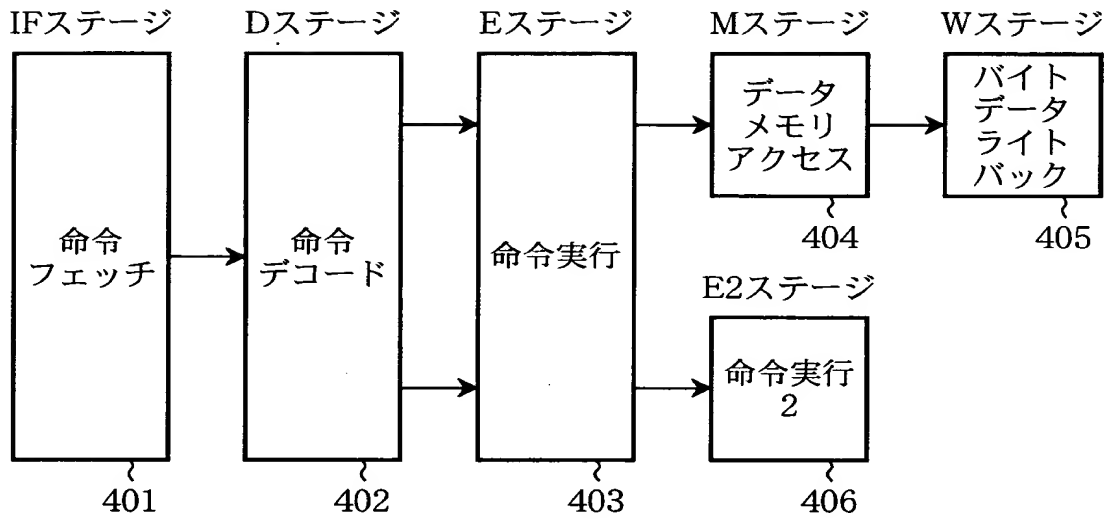 IFステージ
Dステージ
Eステージ
Mステージ
Wステージ
命令
フェッチ
命令
デコード
命令実行
データ
メモリ
アクセス
バイト
データ
ライト
バック
404
405
E2ステージ
命令実行
2
401
402
403
406